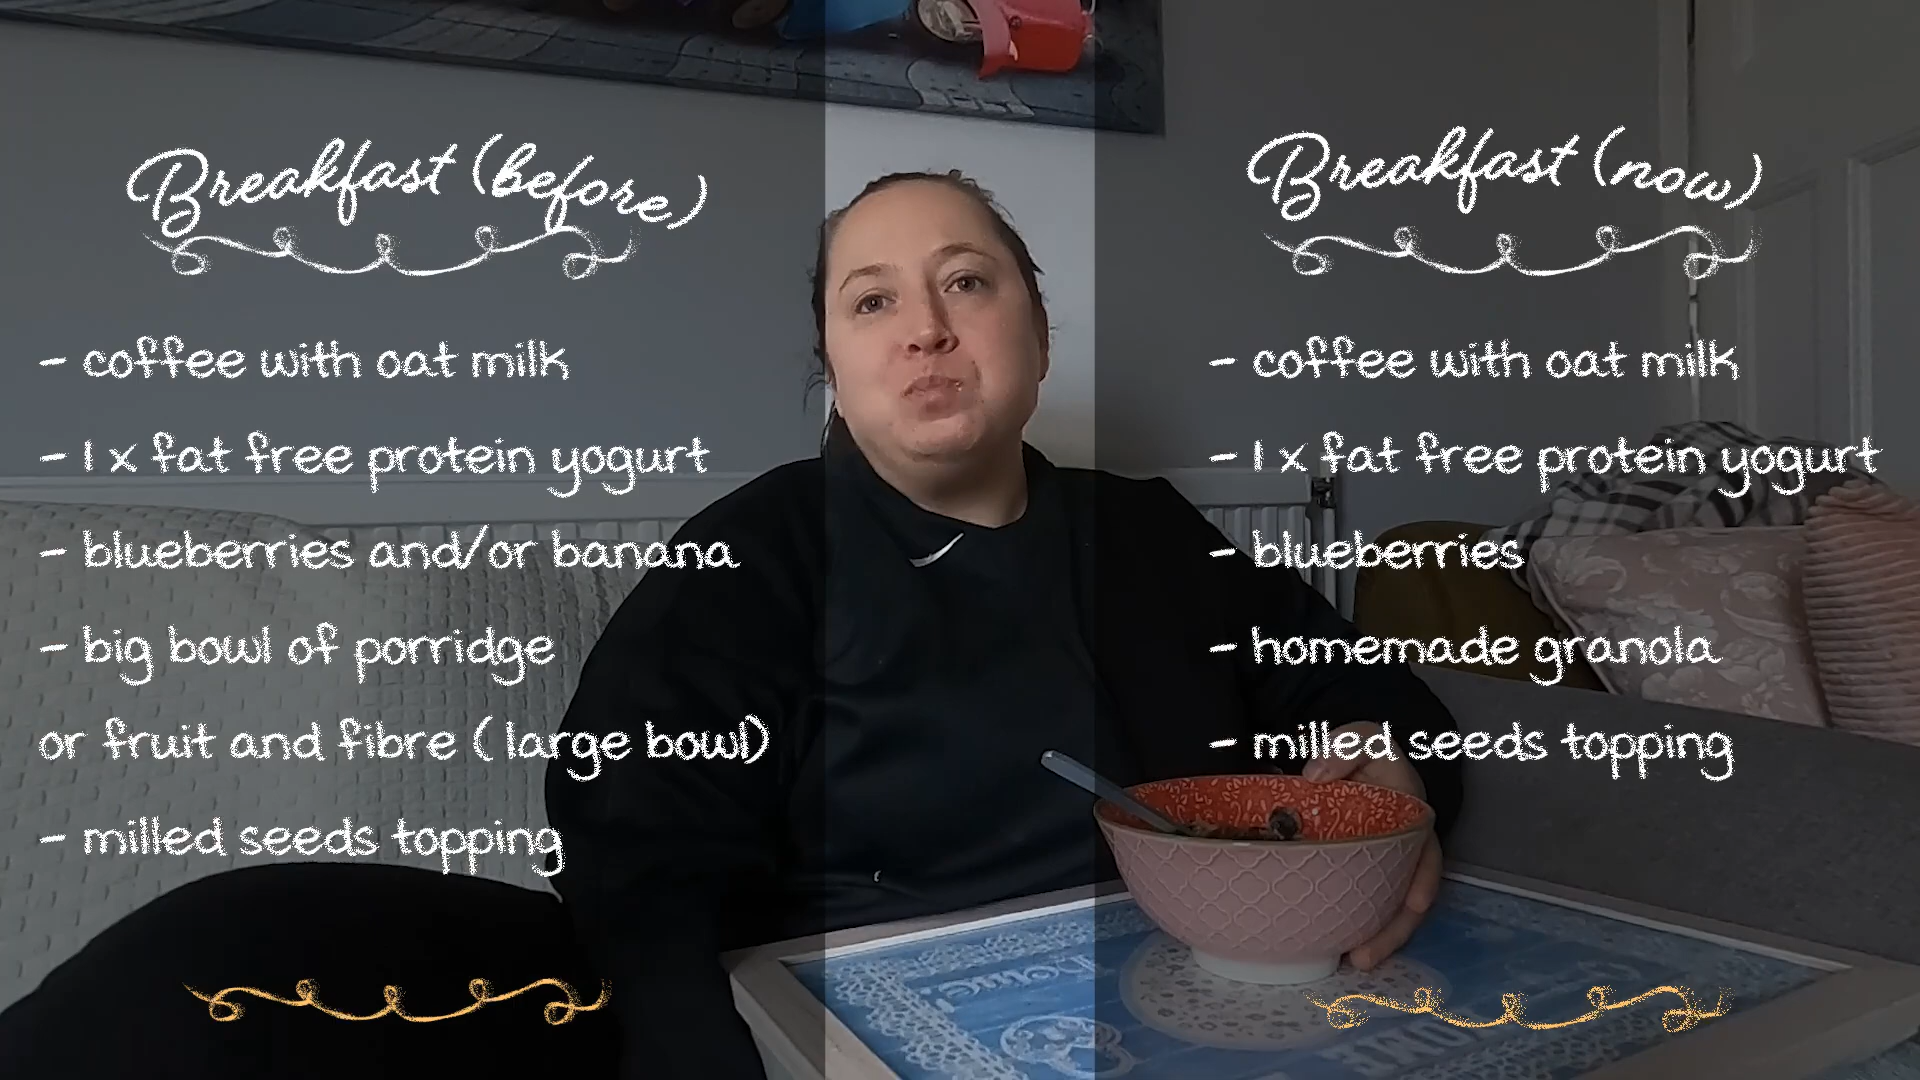 Breakfast (before)
- coffee with oat milk
- 1 x fat free protein yogurt
- blueberries and/or banana
- big bowl of porridge
or fruit and fibre ( large bowl)
- milled seeds topping
Breakfast (now)
- coffee with oat milk
- 1 x fat free protein yogurt
- blueberries
- homemade granola
- milled seeds topping